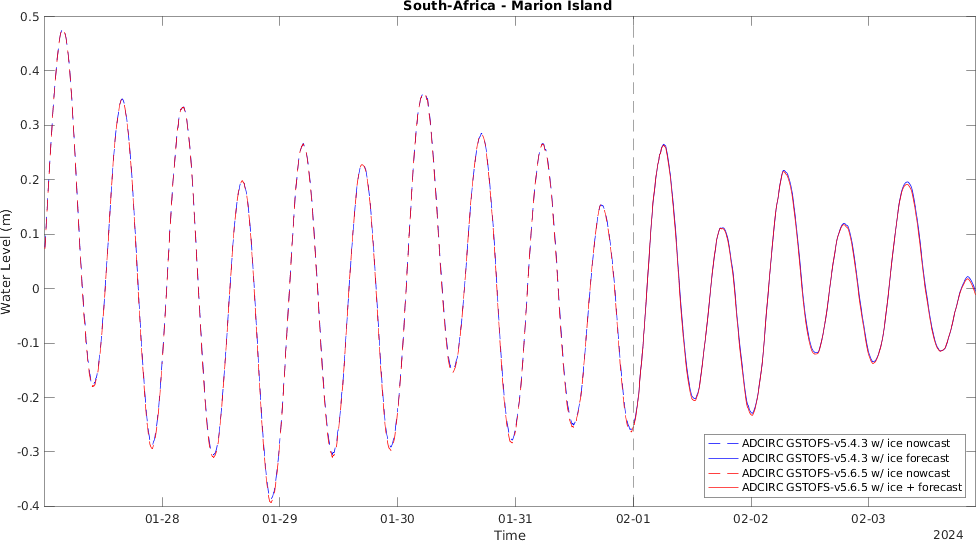 South-Africa - Marion Island
0.5
0.4
0.3
0.2
0.1
0
-0.1
-0.2
-0.3
-0.4
Water Level (m)
ADCIRC GSTOFS-v5.4.3 w/ ice nowcast
ADCIRC GSTOFS-v5.4.3 w/ ice forecast
ADCIRC GSTOFS-v5.6.5 w/ ice nowcast
ADCIRC GSTOFS-v5.6.5 w/ ice + forecast
01-28 01-29 01-30 01-31 02-01 02-02 02-03
Time
2024